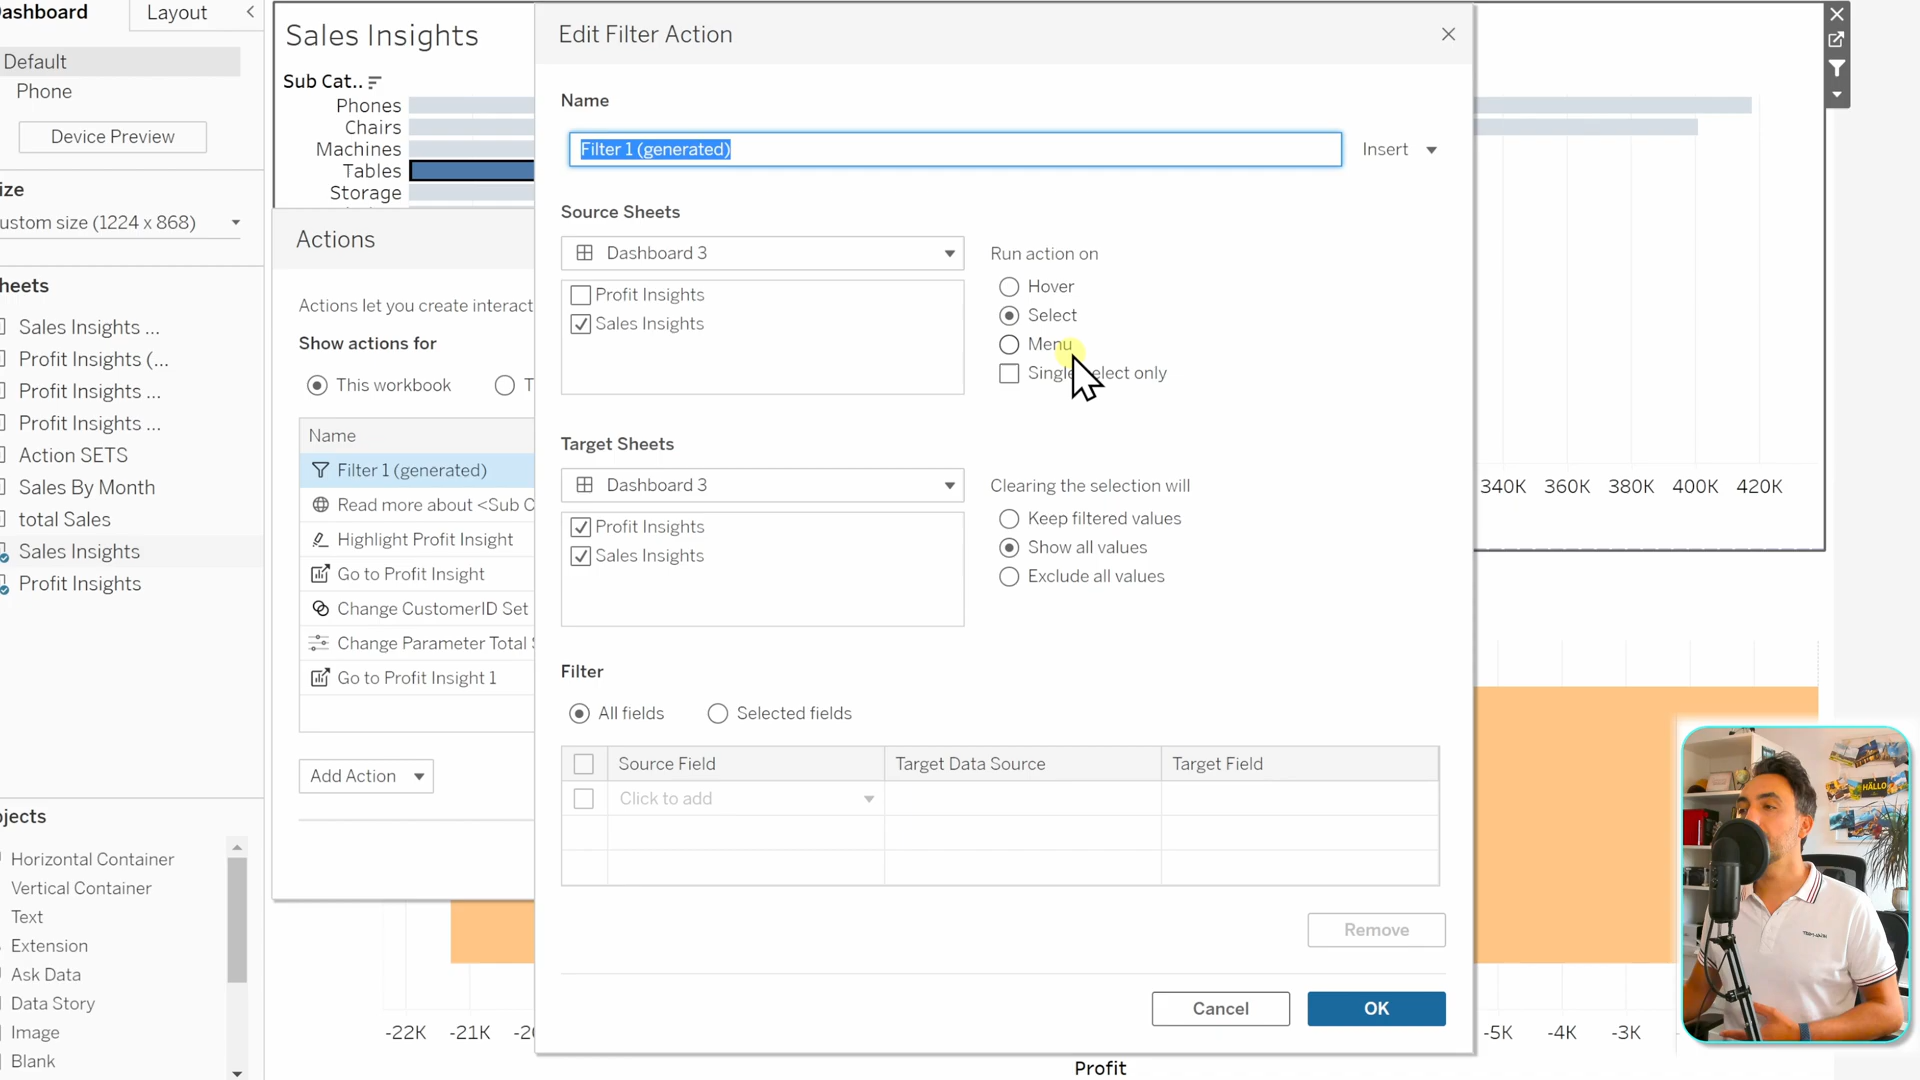 Dashboard
Layout
Default
Phone
Device Preview
ize
ustom size (1224 x 868)
heets
Sales Insights ...
Profit Insights (...
Profit Insights ...
Profit Insights ...
Action SETS
Sales By Month
total Sales
Sales Insights
Profit Insights
jects
Horizontal Container
Vertical Container
Text
Extension
Ask Data
Data Story
Image
Blank
Sales Insights
Sub Cat..
Phones
Chairs
Machines
Tables
Storage
Actions
Actions let you create interact
Show actions for
This workbook
T
Name
Filter 1 (generated)
Read more about <Sub C
Highlight Profit Insight
Go to Profit Insight
Change CustomerID Set
Change Parameter Total S
Go to Profit Insight 1
Add Action
Edit Filter Action
Name
Filter 1 (generated)
Insert
Source Sheets
Dashboard 3
Profit Insights
Sales Insights
Run action on
Hover
Select
Menu
Single-select only
Target Sheets
Dashboard 3
Profit Insights
Sales Insights
Clearing the selection will
Keep filtered values
Show all values
Exclude all values
Filter
All fields
Selected fields
Source Field
Target Data Source
Target Field
Click to add
Remove
Cancel
OK
340K 360K 380K 400K 420K
-22K -21K -20
-5K -4K -3K
Profit
HALLO